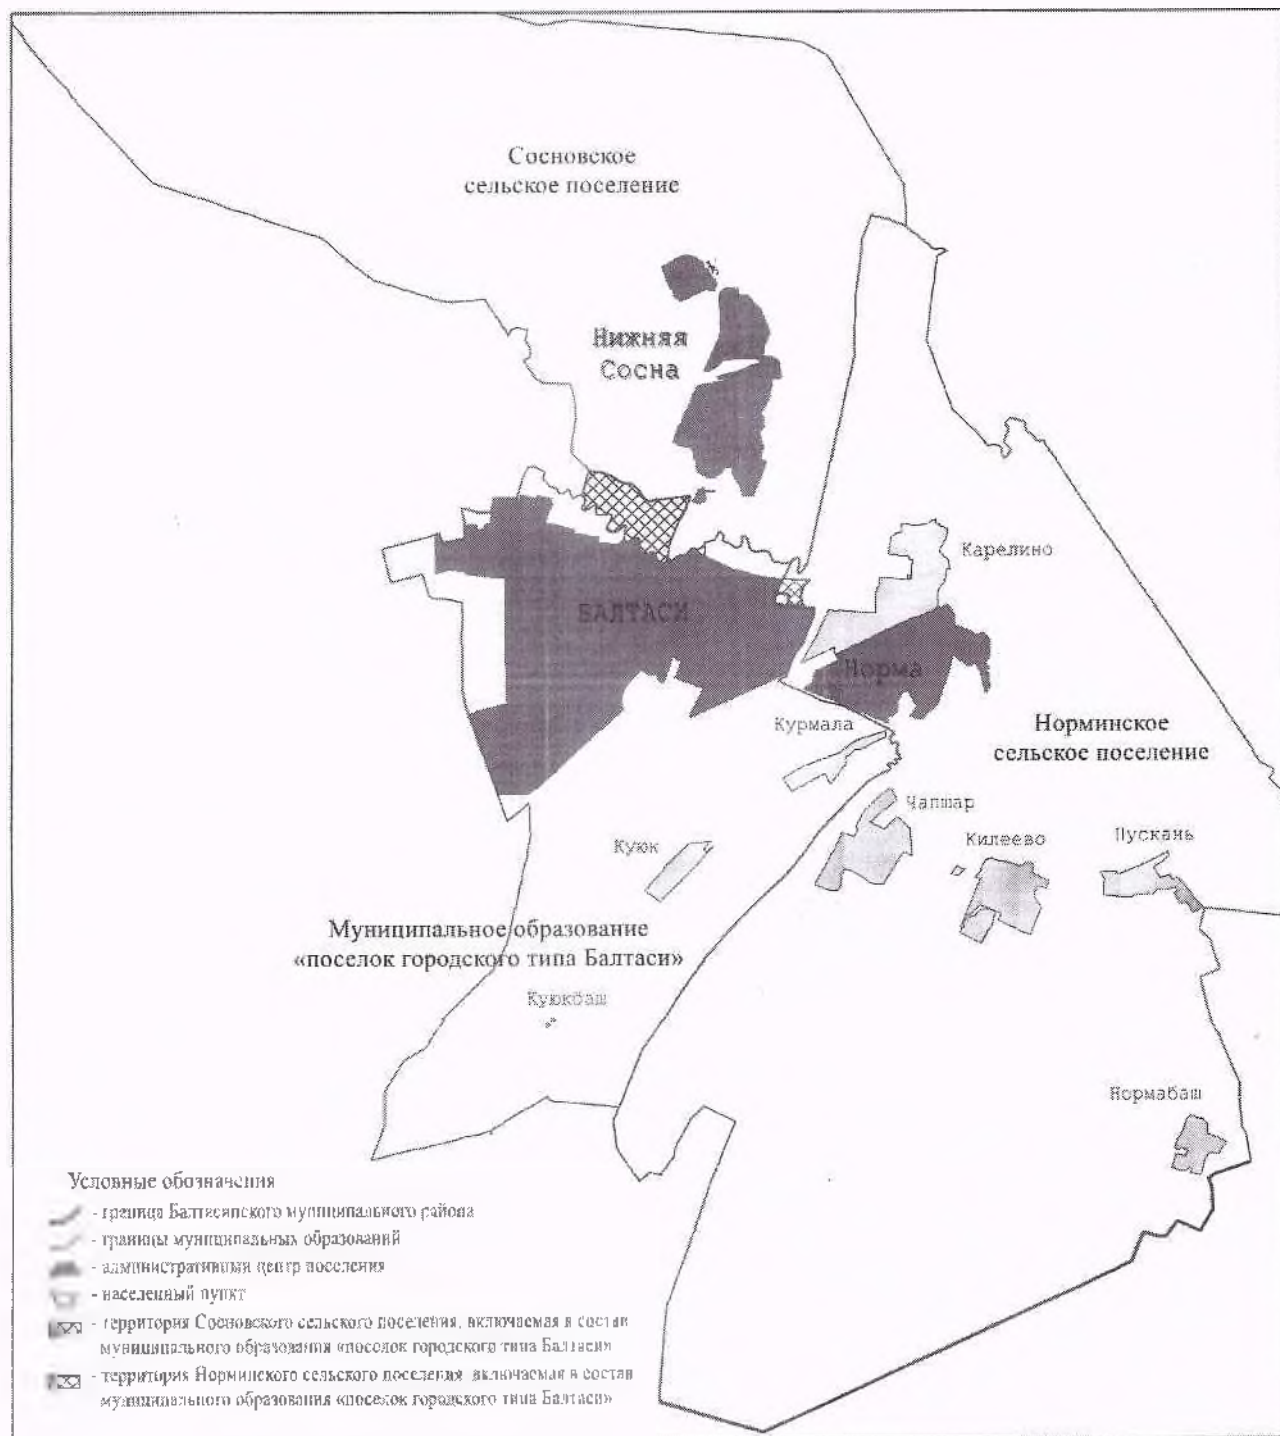 Сосновское
сельское поселение
Нижняя
Сосна
Карелино
БАЛТАСИ
Норма
Курмала
Норминское
сельское поселение
Чапшар
Куюк
Килеево
Пускань
Муниципальное образование
«поселок городского типа Балтаси»
Куюкбаш
Нормабаш
Условные обозначения
- граница Балтасинского муниципального района
- границы муниципальных образований
- административный центр поселения
- населенный пункт
- территория Сосновского сельского поселения, включаемая в состав
муниципального образования «поселок городского типа Балтаси»
- территория Норминского сельского поселения, включаемая в состав
муниципального образования «поселок городского типа Балтаси»